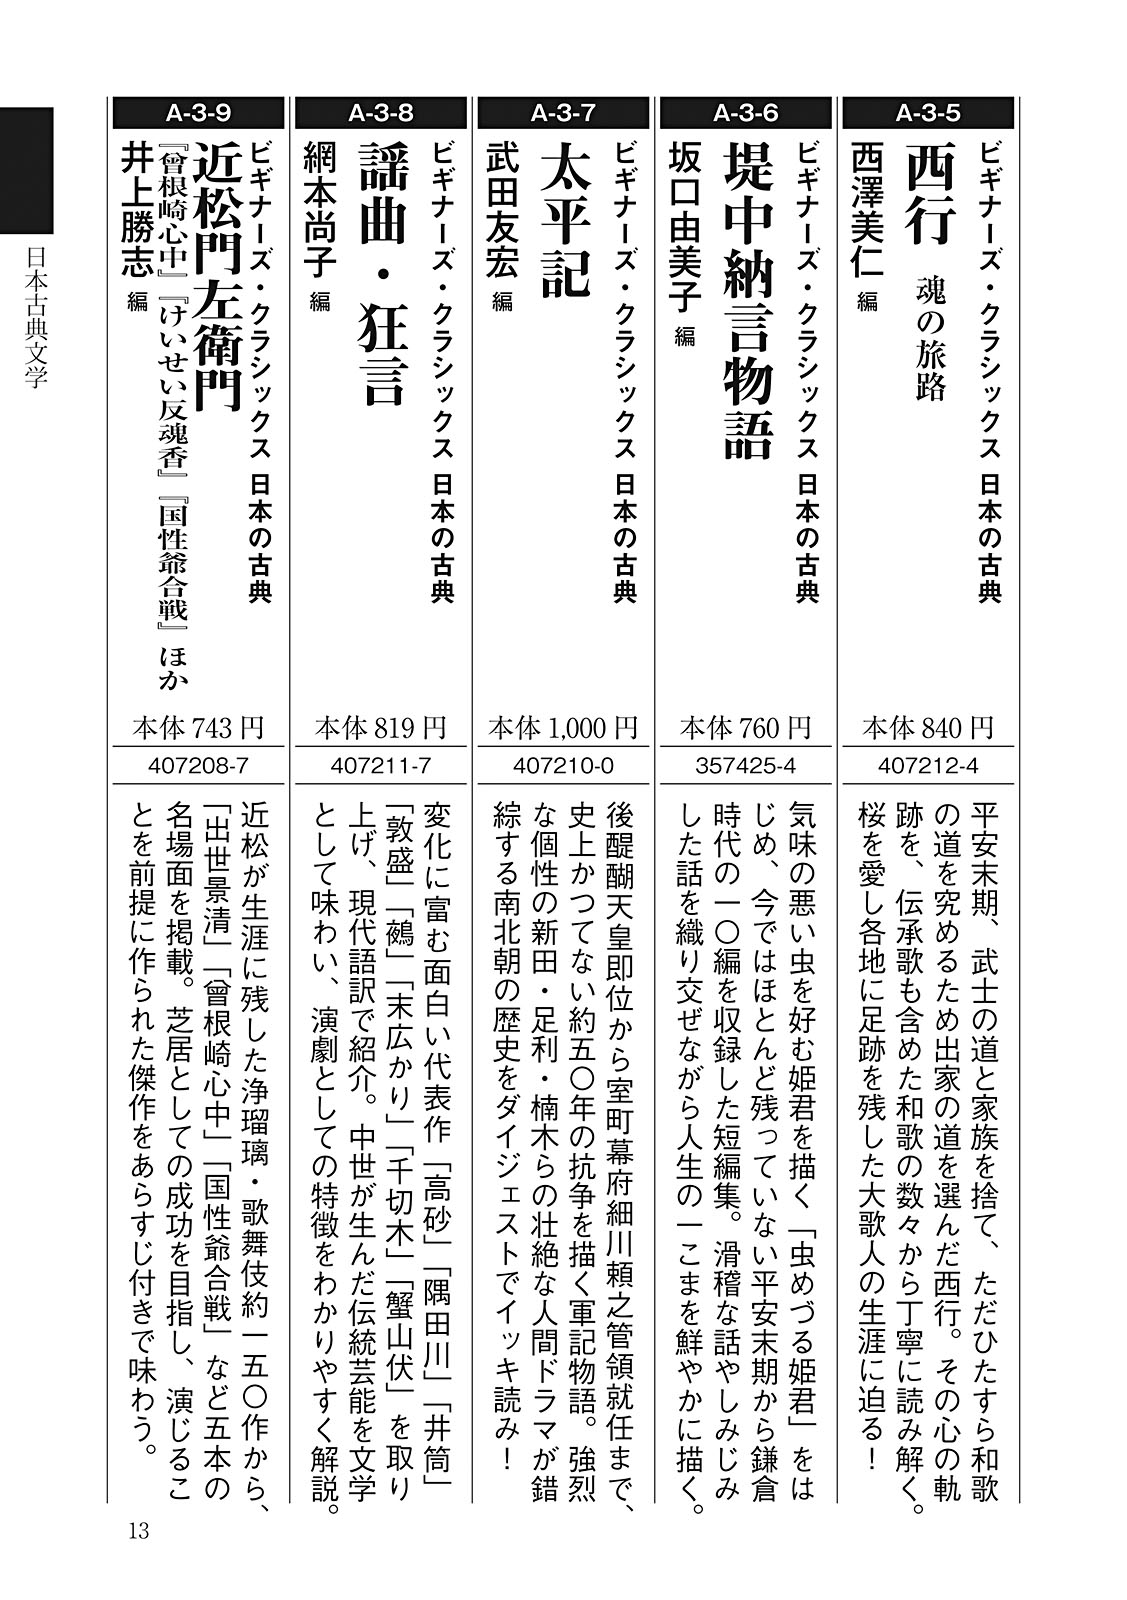 日本古典文学
A-3-5
ビギナーズ・クラシックス 日本の古典
西行 魂の旅路
西澤美仁 編
本体 840 円
407212-4
平安末期、武士の道と家族を捨て、ただひたすら和歌
の道を究めるため出家の道を選んだ西行。その心の軌
跡を、伝承歌も含めた和歌の数々から丁寧に読み解く。
桜を愛し各地に足跡を残した大歌人の生涯に迫る！
A-3-6
ビギナーズ・クラシックス 日本の古典
堤中納言物語
坂口由美子 編
本体 760 円
357425-4
気味の悪い虫を好む姫君を描く「虫めづる姫君」をは
じめ、今ではほとんど残っていない平安末期から鎌倉
時代の一〇編を収録した短編集。滑稽な話やしみじみ
した話を織り交ぜながら人生の一こまを鮮やかに描く。
A-3-7
ビギナーズ・クラシックス 日本の古典
太平記
武田友宏 編
本体 1,000 円
407210-0
後醍醐天皇即位から室町幕府細川頼之管領就任まで、
史上かつてない約五〇年の抗争を描く軍記物語。強烈
な個性の新田・足利・楠木らの壮絶な人間ドラマが錯
綜する南北朝の歴史をダイジェストでイッキ読み！
A-3-8
ビギナーズ・クラシックス 日本の古典
謡曲・狂言
網本尚子 編
本体 819 円
407211-7
変化に富む面白い代表作「高砂」「隅田川」「井筒」
「敦盛」「鵺」「末広かり」「千切木」「蟹山伏」を取り
上げ、現代語訳で紹介。中世が生んだ伝統芸能を文学
として味わい、演劇としての特徴をわかりやすく解説。
A-3-9
ビギナーズ・クラシックス 日本の古典
近松門左衛門
『曾根崎心中』『けいせい反魂香』『国性爺合戦』ほか
井上勝志 編
本体 743 円
407208-7
近松が生涯に残した浄瑠璃・歌舞伎約一五〇作から、
「出世景清」「曾根崎心中」「国性爺合戦」など五本の
名場面を掲載。芝居としての成功を目指し、演じるこ
とを前提に作られた傑作をあらすじ付きで味わう。
13